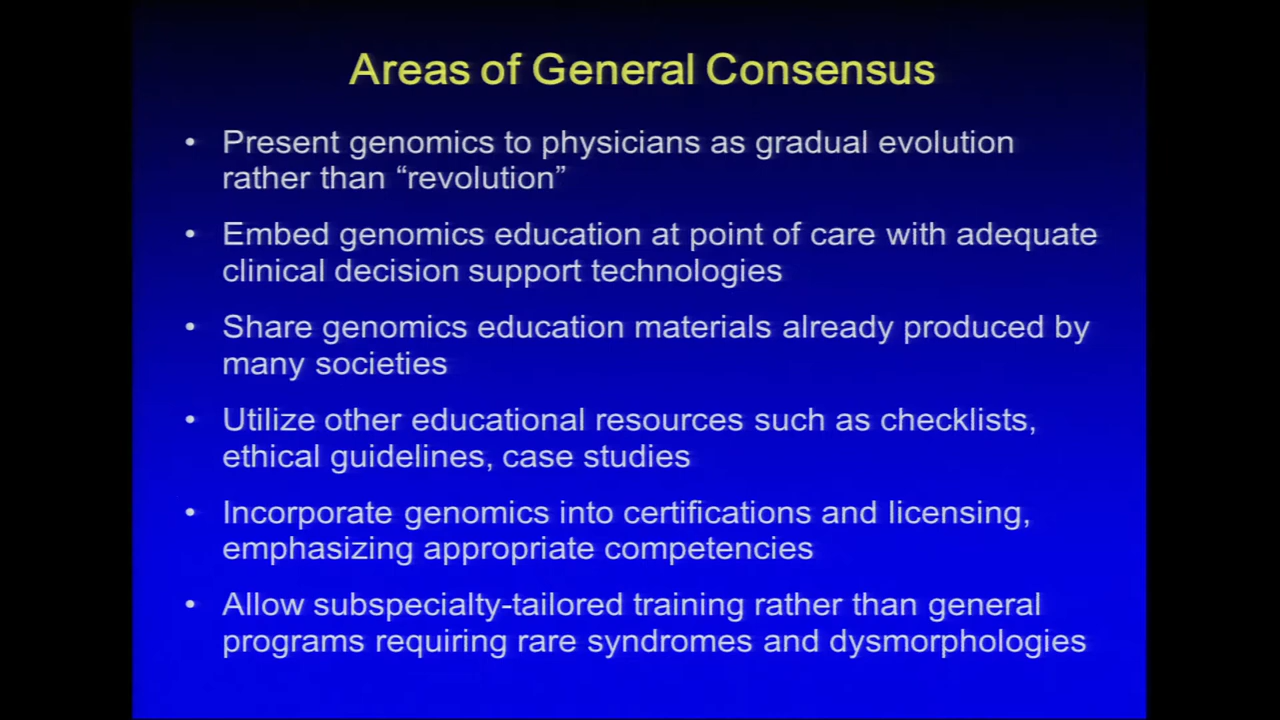 Areas of General Consensus
• Present genomics to physicians as gradual evolution
rather than “revolution”
• Embed genomics education at point of care with adequate
clinical decision support technologies
• Share genomics education materials already produced by
many societies
• Utilize other educational resources such as checklists,
ethical guidelines, case studies
• Incorporate genomics into certifications and licensing,
emphasizing appropriate competencies
• Allow subspecialty-tailored training rather than general
programs requiring rare syndromes and dysmorphologies